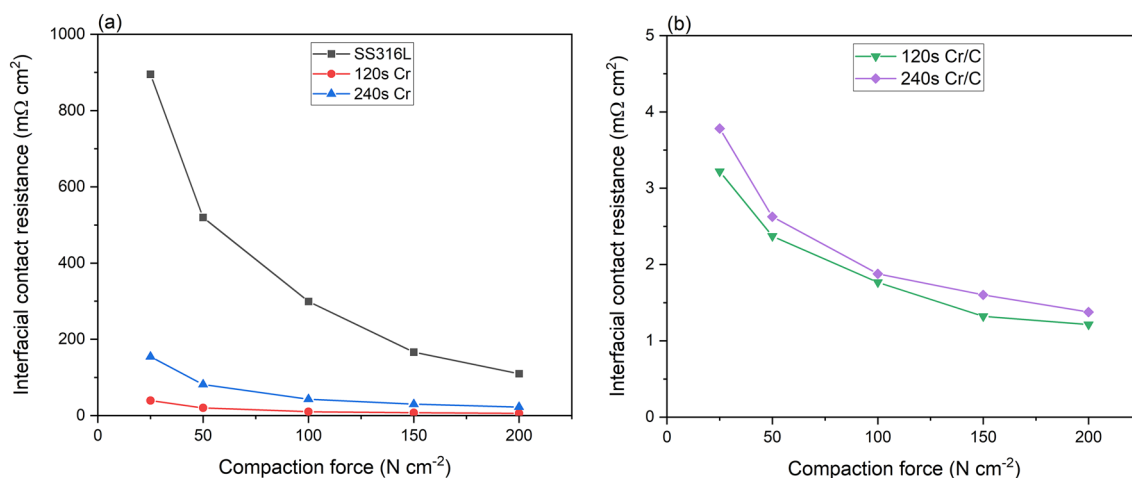 (a)
Interfacial contact resistance (mΩ cm²)
1000
800
600
400
200
0
SS316L
120s Cr
240s Cr
0 50 100 150 200
Compaction force (N cm⁻²)
(b)
Interfacial contact resistance (mΩ cm²)
5
4
3
2
1
0
120s Cr/C
240s Cr/C
0 50 100 150 200
Compaction force (N cm⁻²)